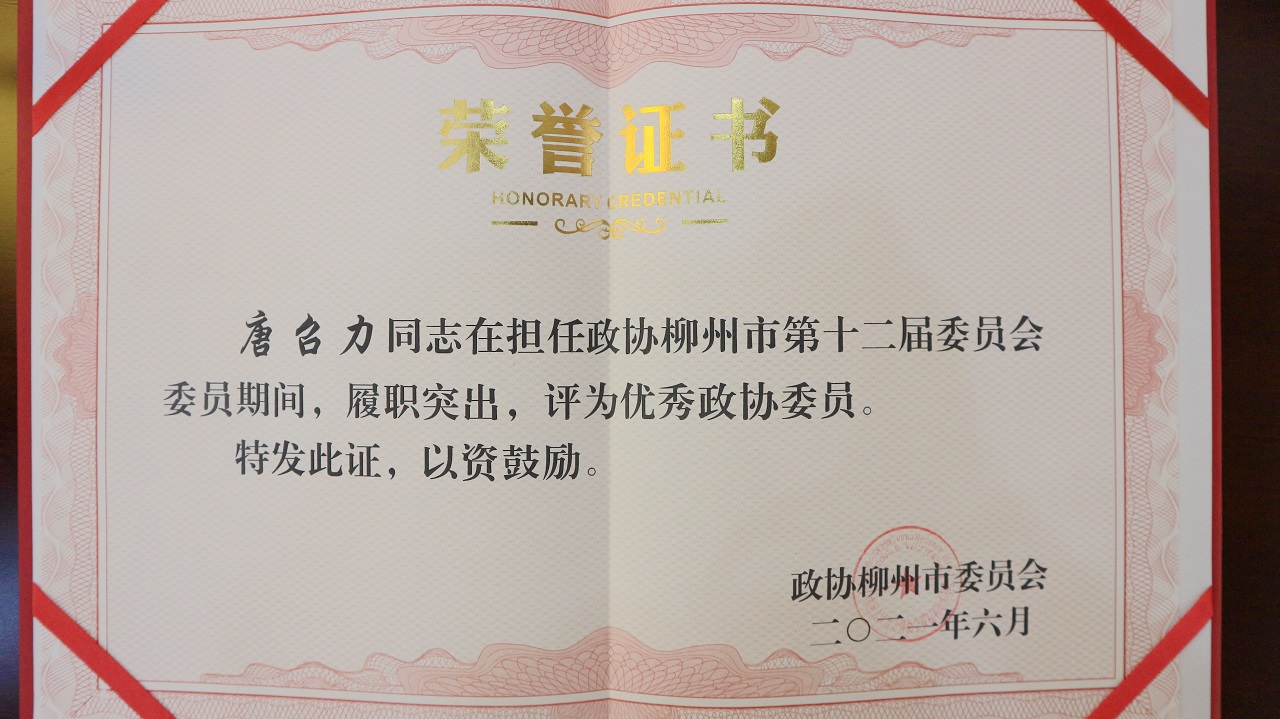 荣誉证书
HONORARY CREDENTIAL
唐召力同志在担任政协柳州市第十二届委员会
委员期间，履职突出，评为优秀政协委员。
特发此证，以资鼓励。
政协柳州市委员会
二〇二一年六月